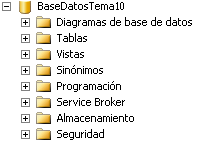 BaseDatosTema10
Diagramas de base de datos
Tablas
Vistas
Sinónimos
Programación
Service Broker
Almacenamiento
Seguridad